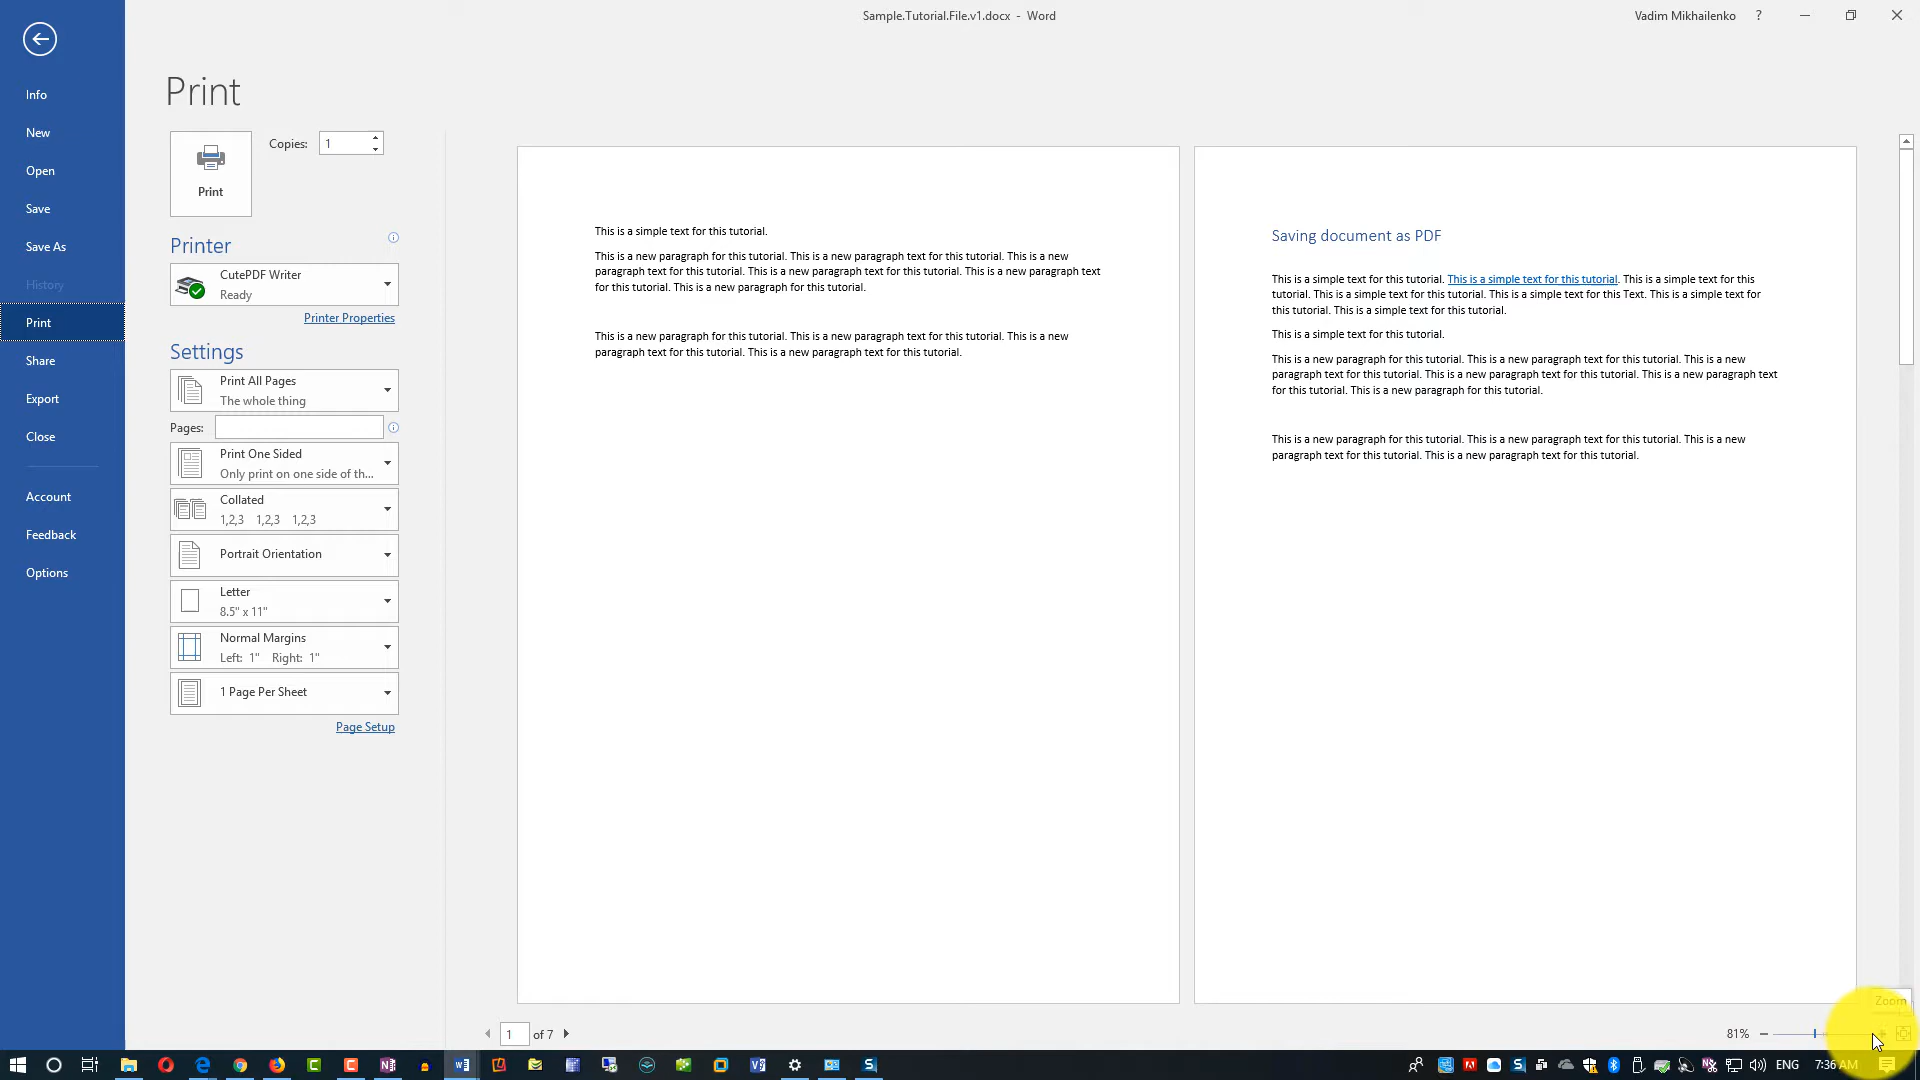 Sample.Tutorial.File.v1.docx - Word
Vadim Mikhailenko
?
Info
New
Open
Save
Save As
History
Print
Share
Export
Close
Account
Feedback
Options
Print
Print
Copies: 1
Printer
CutePDF Writer
Ready
Printer Properties
Settings
Print All Pages
The whole thing
Pages:
Print One Sided
Only print on one side of th...
Collated
1,2,3 1,2,3 1,2,3
Portrait Orientation
Letter
8.5" x 11"
Normal Margins
Left: 1" Right: 1"
1 Page Per Sheet
Page Setup
This is a simple text for this tutorial.
This is a new paragraph for this tutorial. This is a new paragraph text for this tutorial. This is a new
paragraph text for this tutorial. This is a new paragraph text for this tutorial. This is a new paragraph text
for this tutorial. This is a new paragraph for this tutorial.
This is a new paragraph for this tutorial. This is a new paragraph text for this tutorial. This is a new
paragraph text for this tutorial. This is a new paragraph text for this tutorial.
Saving document as PDF
This is a simple text for this tutorial. This is a simple text for this tutorial. This is a simple text for this
tutorial. This is a simple text for this tutorial. This is a simple text for this Text. This is a simple text for
this tutorial. This is a simple text for this tutorial.
This is a simple text for this tutorial.
This is a new paragraph for this tutorial. This is a new paragraph text for this tutorial. This is a new
paragraph text for this tutorial. This is a new paragraph text for this tutorial. This is a new paragraph text
for this tutorial. This is a new paragraph for this tutorial.
This is a new paragraph for this tutorial. This is a new paragraph text for this tutorial. This is a new
paragraph text for this tutorial. This is a new paragraph text for this tutorial.
Zoom
1 of 7
81%
ENG
7:36 AM